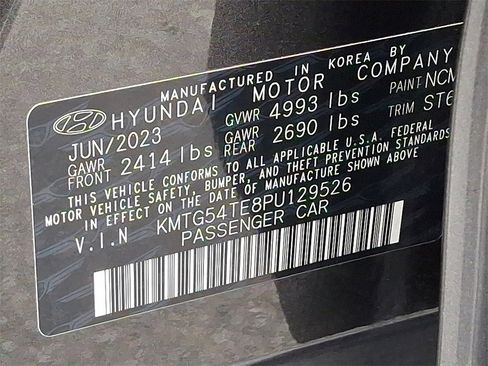 MANUFACTURED IN KOREA BY
HYUNDAI MOTOR COMPANY
JUN/2023 GVWR 4993 lbs PAINT NCM
GAWR FRONT 2414 lbs GAWR REAR 2690 lbs TRIM ST6
THIS VEHICLE CONFORMS TO ALL APPLICABLE U.S.A. FEDERAL
MOTOR VEHICLE SAFETY, BUMPER, AND THEFT PREVENTION STANDARDS
IN EFFECT ON THE DATE OF MANUFACTURE SHOWN ABOVE
V.I.N KMTG54TE8PU129526
PASSENGER CAR